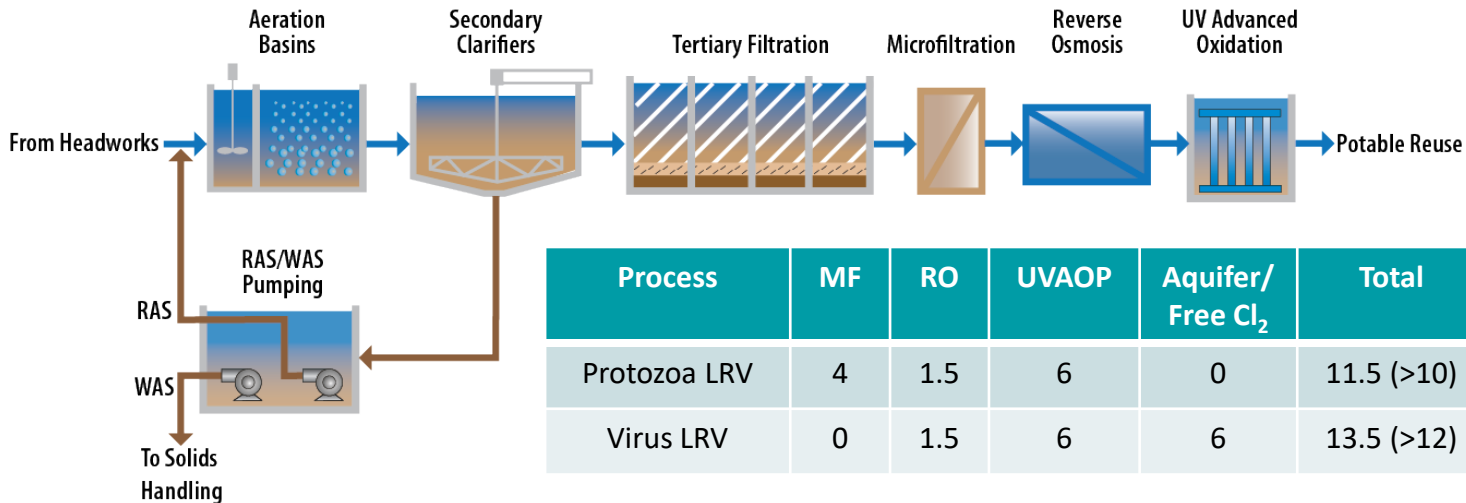 Aeration
Basins
Secondary
Clarifiers
Tertiary Filtration
Microfiltration
Reverse
Osmosis
UV Advanced
Oxidation
From Headworks
Potable Reuse
RAS/WAS
Pumping
RAS
WAS
To Solids
Handling
Process MF RO UVAOP Aquifer/
Free Cl₂ Total
Protozoa LRV 4 1.5 6 0 11.5 (>10)
Virus LRV 0 1.5 6 6 13.5 (>12)